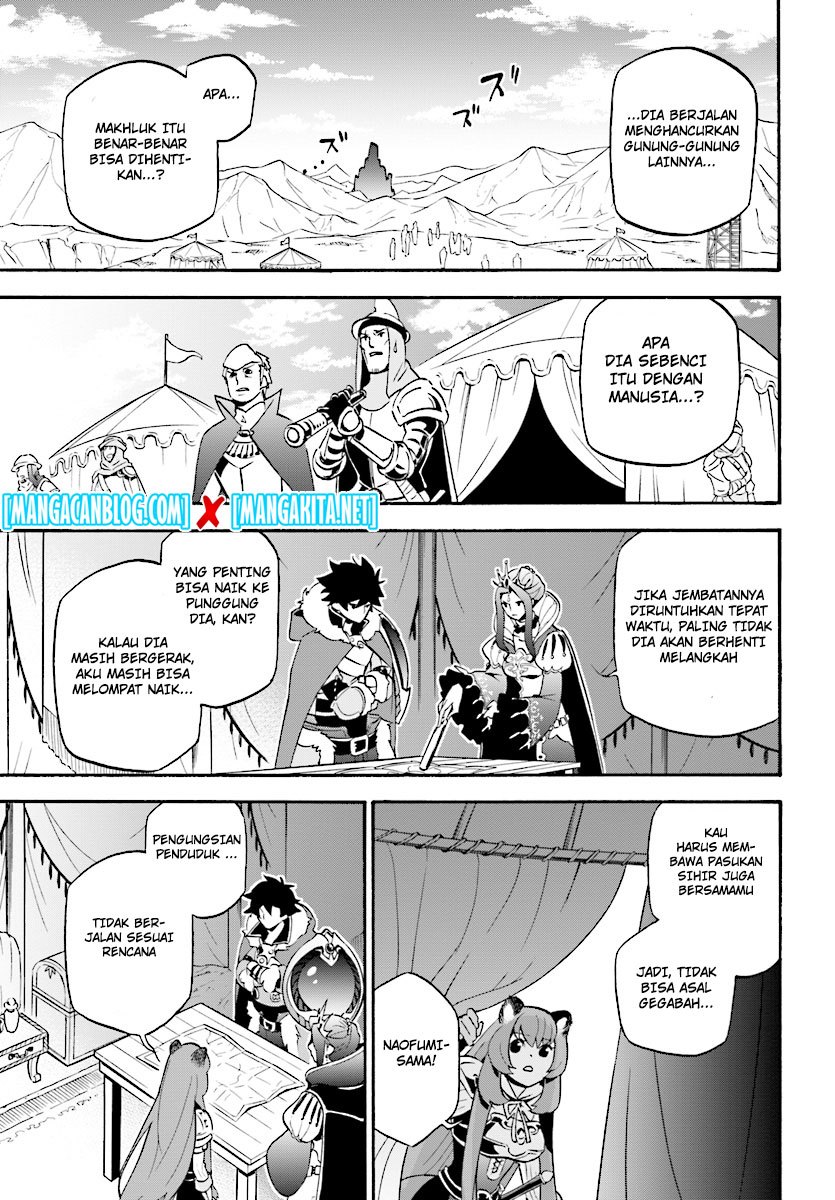 ...DIA BERJALAN
MENGHANCURKAN
GUNUNG-GUNUNG
LAINNYA...
APA...
MAKHLUK ITU
BENAR-BENAR
BISA DIHENTI-
KAN...?
ズズ
ズズ...
APA
DIA SEBENCI
ITU DENGAN
MANUSIA...?
[MANGACANBLOG.COM] X [MANGAKITA.NET]
JIKA JEMBATANNYA
DIRUNTUHKAN TEPAT
WAKTU, PALING TIDAK
DIA AKAN BERHENTI
MELANGKAH
YANG PENTING
BISA NAIK KE
PUNGGUNG
DIA, KAN?
KALAU DIA
MASIH BERGERAK,
AKU MASIH BISA
MELOMPAT NAIK...
KAU
HARUS MEM-
BAWA PASUKAN
SIHIR JUGA
BERSAMAMU
JADI, TIDAK
BISA ASAL
GEGABAH...
NAOFUMI-
SAMA!
PENGUNGSIAN
PENDUDUK ...
TIDAK BER-
JALAN SESUAI
RENCANA